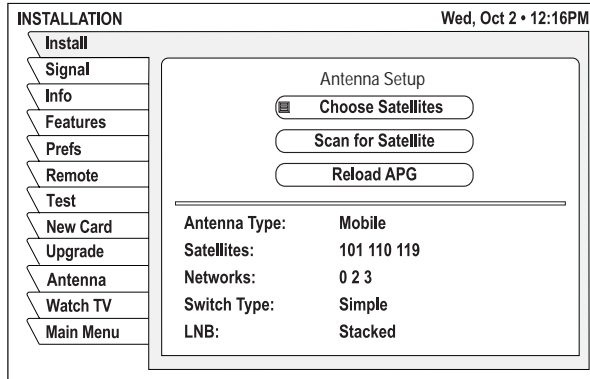 INSTALLATION
Wed, Oct 2 • 12:16PM
Install
Signal
Info
Features
Prefs
Remote
Test
New Card
Upgrade
Antenna
Watch TV
Main Menu
Antenna Setup
Choose Satellites
Scan for Satellite
Reload APG
Antenna Type: Mobile
Satellites: 101 110 119
Networks: 0 2 3
Switch Type: Simple
LNB: Stacked